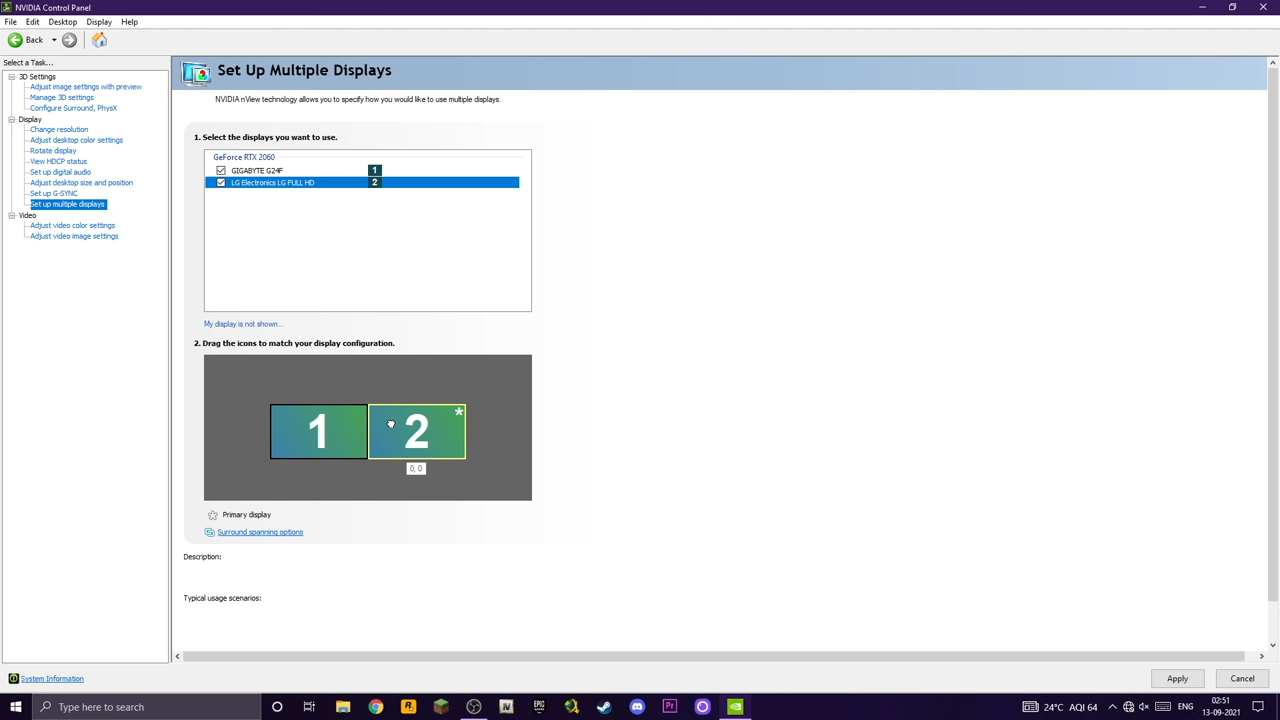 NVIDIA Control Panel
File Edit Desktop Display Help
Back
Select a Task...
3D Settings
Adjust image settings with preview
Manage 3D settings
Configure Surround, PhysX
Display
Change resolution
Adjust desktop color settings
Rotate display
View HDCP status
Set up digital audio
Adjust desktop size and position
Set up G-SYNC
Set up multiple displays
Video
Adjust video color settings
Adjust video image settings
System Information
Set Up Multiple Displays
NVIDIA nView technology allows you to specify how you would like to use multiple displays.
1. Select the displays you want to use.
GeForce RTX 2060
GIGABYTE G24F 1
LG Electronics LG FULL HD 2
My display is not shown...
2. Drag the icons to match your display configuration.
1 2 *
0, 0
Primary display
Surround spanning options
Description:
Typical usage scenarios:
Apply Cancel
Type here to search
24°C AQI 64
02:51
13-09-2021